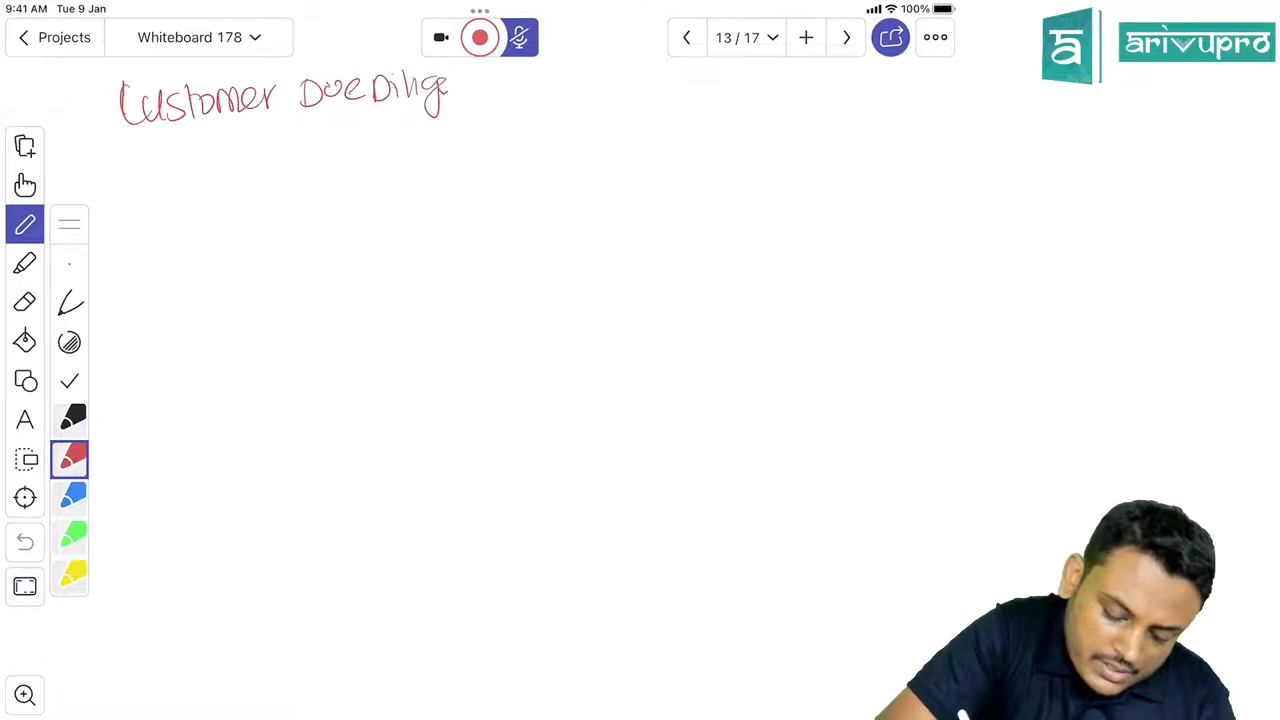 9:41 AM Tue 9 Jan
100%
Projects
Whiteboard 178
13 / 17
arivupro
Customer Due Dilige
A